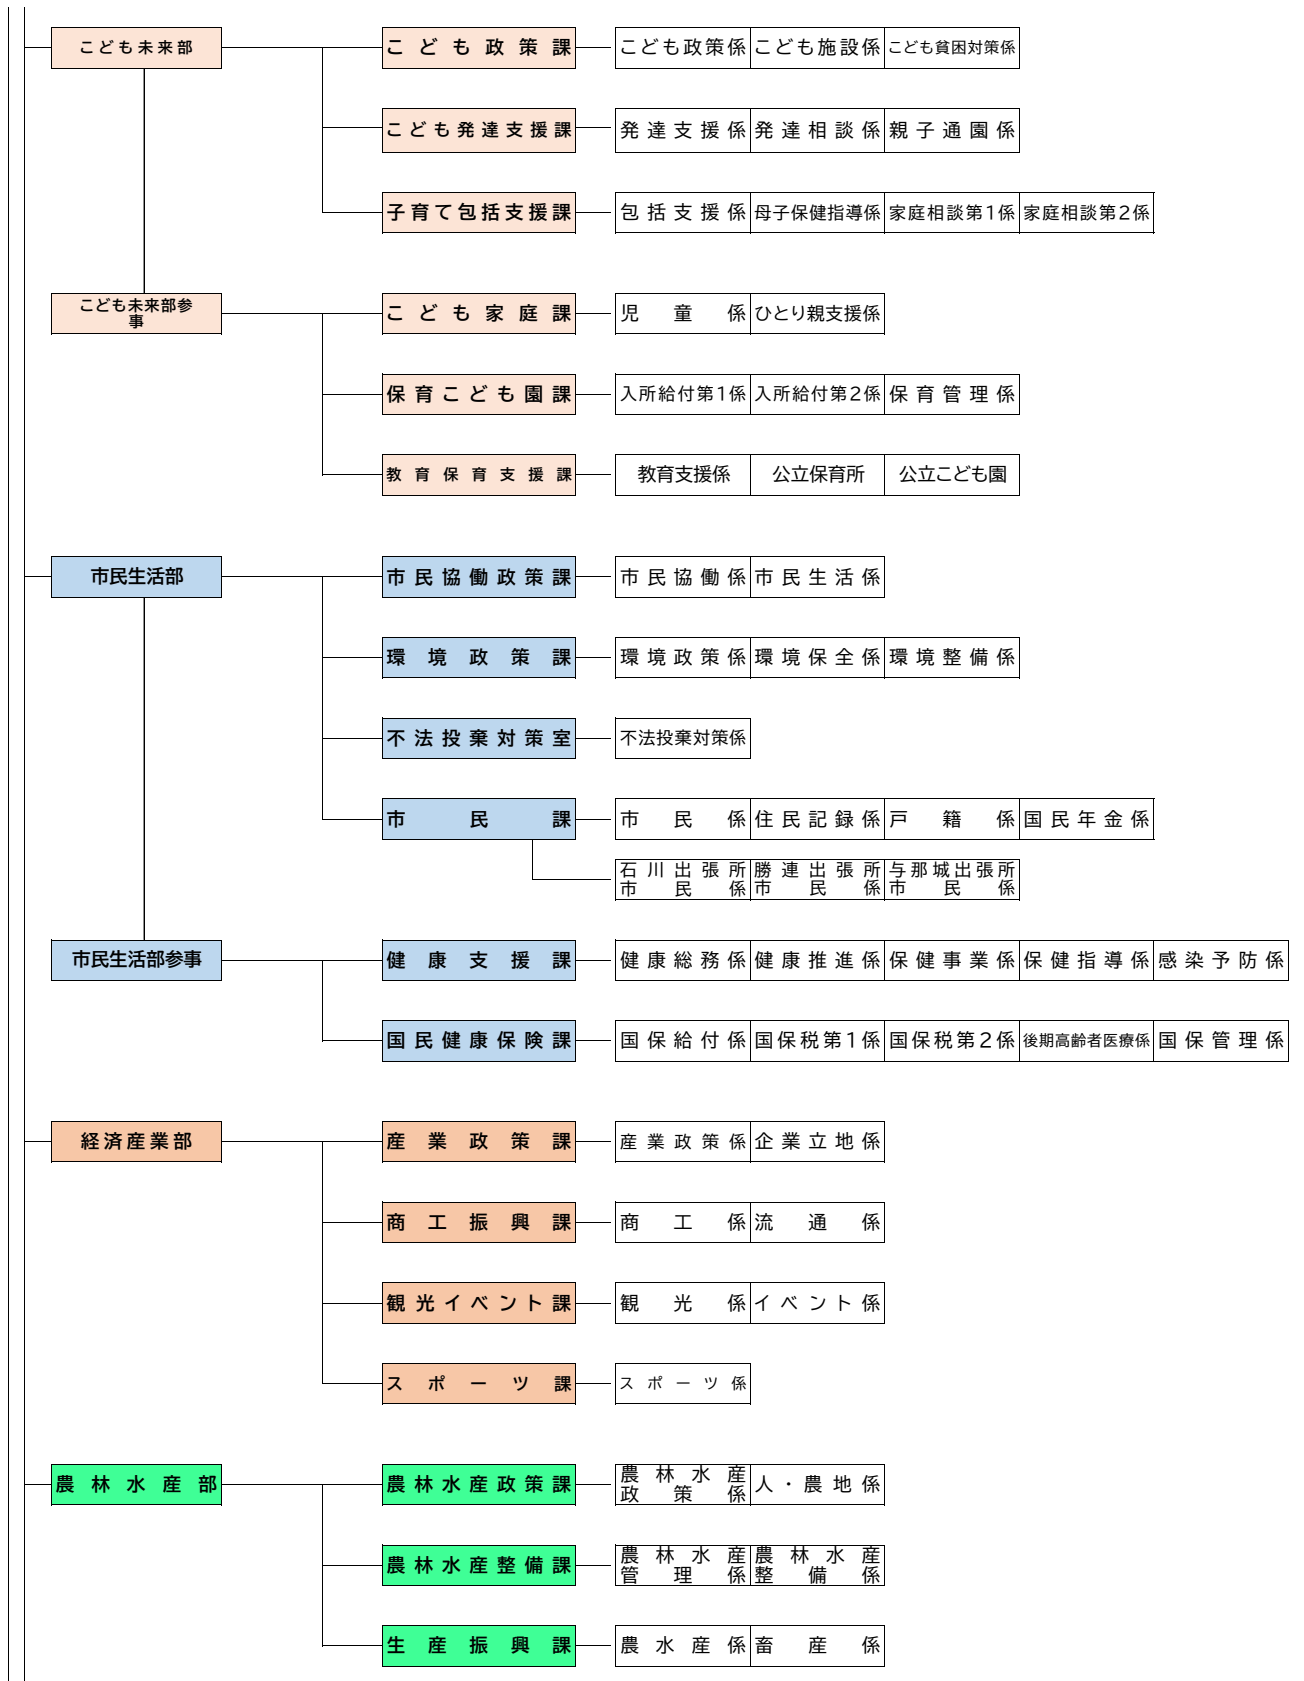 こども未来部
こども政策課
こども政策係 こども施設係 こども貧困対策係
こども発達支援課
発達支援係 発達相談係 親子通園係
子育て包括支援課
包括支援係 母子保健指導係 家庭相談第1係 家庭相談第2係
こども未来部参
事
こども家庭課
児童係 ひとり親支援係
保育こども園課
入所給付第1係 入所給付第2係 保育管理係
教育保育支援課
教育支援係 公立保育所 公立こども園
市民生活部
市民協働政策課
市民協働係 市民生活係
環境政策課
環境政策係 環境保全係 環境整備係
不法投棄対策室
不法投棄対策係
市民課
市民係 住民記録係 戸籍係 国民年金係
石川出張所 勝連出張所 与那城出張所
市民係 市民係 市民係
市民生活部参事
健康支援課
健康総務係 健康推進係 保健事業係 保健指導係 感染予防係
国民健康保険課
国保給付係 国保税第1係 国保税第2係 後期高齢者医療係 国保管理係
経済産業部
産業政策課
産業政策係 企業立地係
商工振興課
商工係 流通係
観光イベント課
観光係 イベント係
スポーツ課
スポーツ係
農林水産部
農林水産政策課
農林水産
政策係
人・農地係
農林水産整備課
農林水産 農林水産
管理係 整備係
生産振興課
農水産係 畜産係